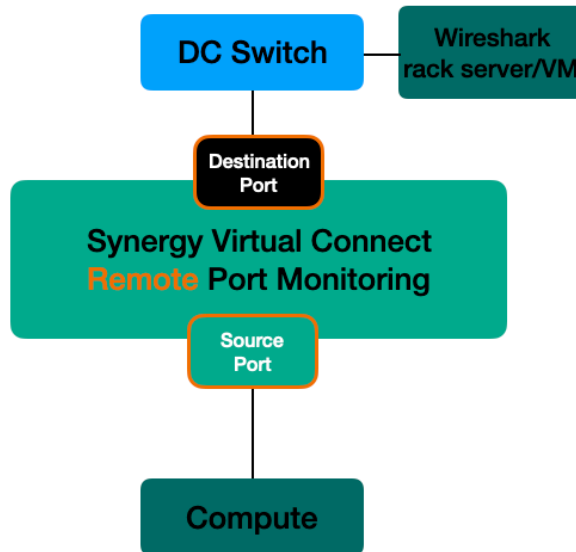 DC Switch
Wireshark
rack server/VM
Destination
Port
Synergy Virtual Connect
Remote Port Monitoring
Source
Port
Compute